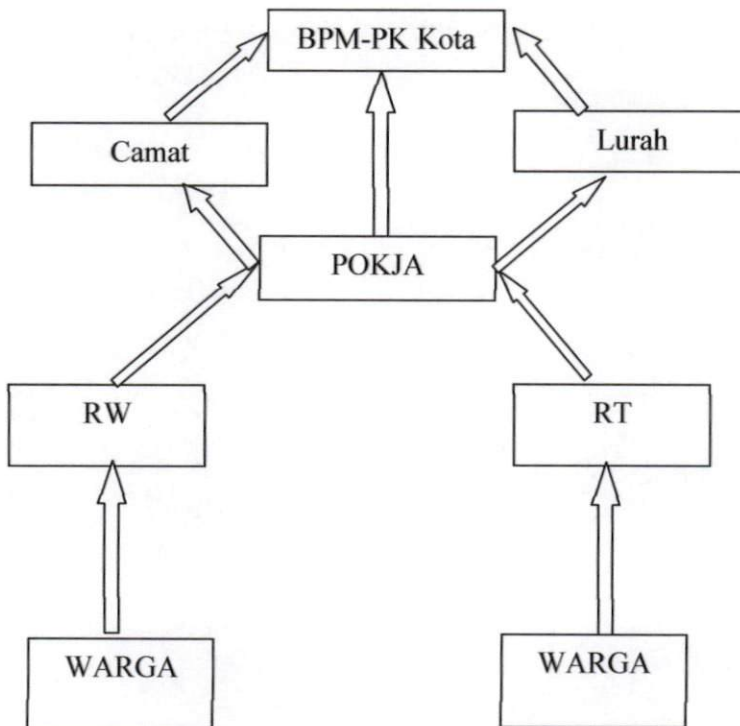 BPM-PK Kota
Camat
Lurah
POKJA
RW
RT
WARGA
WARGA